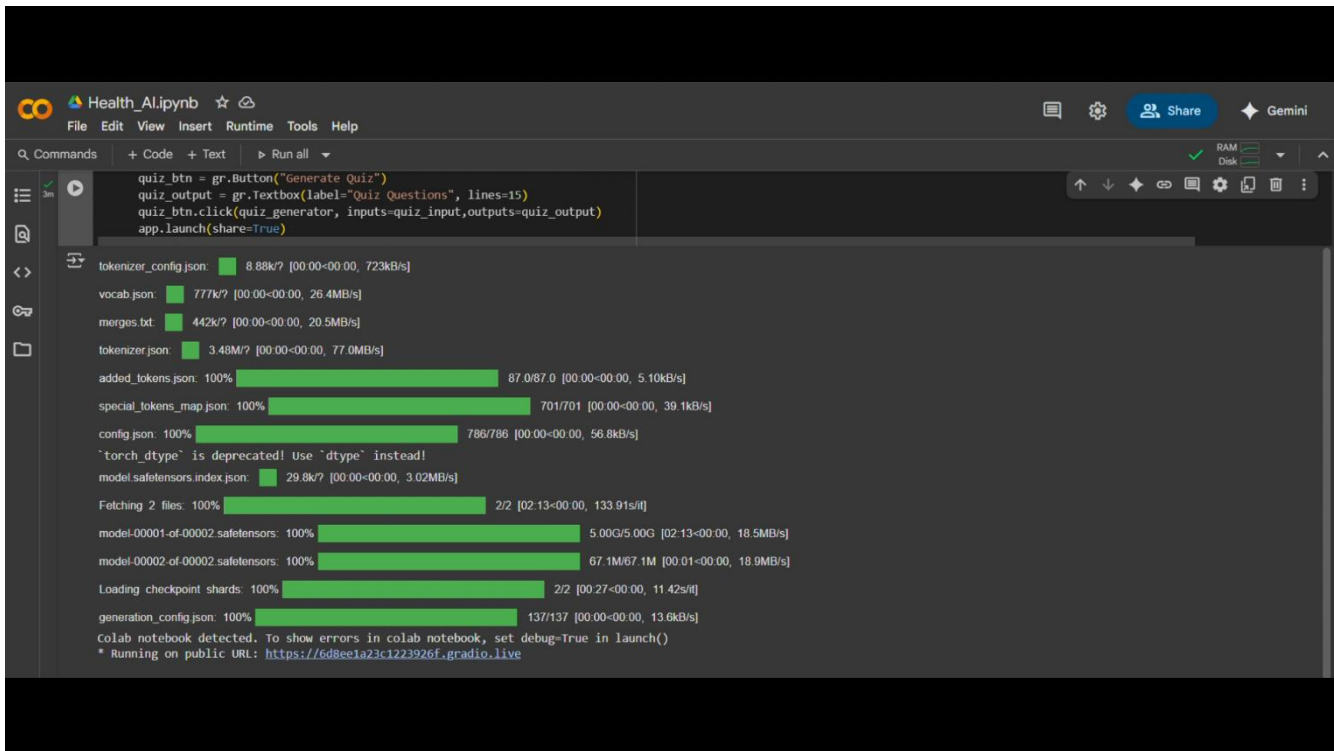 Health_AI.ipynb
Share
Gemini
File Edit View Insert Runtime Tools Help
Commands + Code + Text Run all
RAM
Disk
3m
quiz_btn = gr.Button("Generate Quiz")
quiz_output = gr.Textbox(label="Quiz Questions", lines=15)
quiz_btn.click(quiz_generator, inputs=quiz_input,outputs=quiz_output)
app.launch(share=True)
tokenizer_config.json: 8.88k/? [00:00<00:00, 723kB/s]
vocab.json: 777k/? [00:00<00:00, 26.4MB/s]
merges.txt: 442k/? [00:00<00:00, 20.5MB/s]
tokenizer.json: 3.48M/? [00:00<00:00, 77.0MB/s]
added_tokens.json: 100% 87.0/87.0 [00:00<00:00, 5.10kB/s]
special_tokens_map.json: 100% 701/701 [00:00<00:00, 39.1kB/s]
config.json: 100% 786/786 [00:00<00:00, 56.8kB/s]
`torch_dtype` is deprecated! Use `dtype` instead!
model.safetensors.index.json: 29.8k/? [00:00<00:00, 3.02MB/s]
Fetching 2 files: 100% 2/2 [02:13<00:00, 133.91s/it]
model-00001-of-00002.safetensors: 100% 5.00G/5.00G [02:13<00:00, 18.5MB/s]
model-00002-of-00002.safetensors: 100% 67.1M/67.1M [00:01<00:00, 18.9MB/s]
Loading checkpoint shards: 100% 2/2 [00:27<00:00, 11.42s/it]
generation_config.json: 100% 137/137 [00:00<00:00, 13.6kB/s]
Colab notebook detected. To show errors in colab notebook, set debug=True in launch()
* Running on public URL: https://6d8ee1a23c1223926f.gradio.live